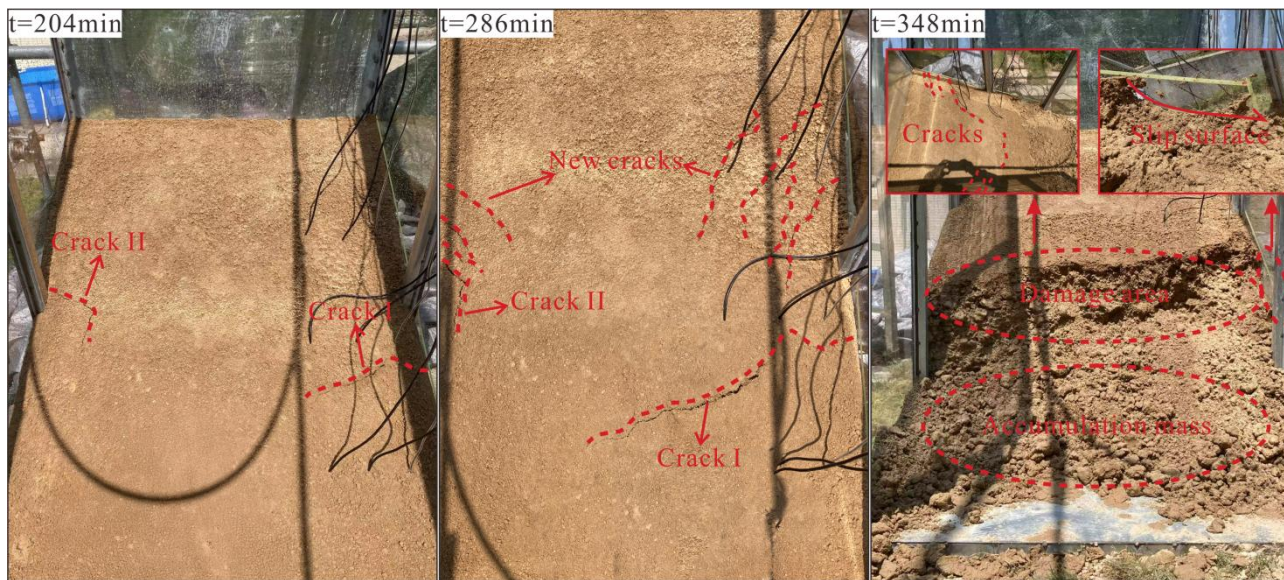 t=204min
Crack II
Crack I
t=286min
New cracks
Crack II
Crack I
t=348min
Cracks
Slip surface
Damage area
Accumulation mass